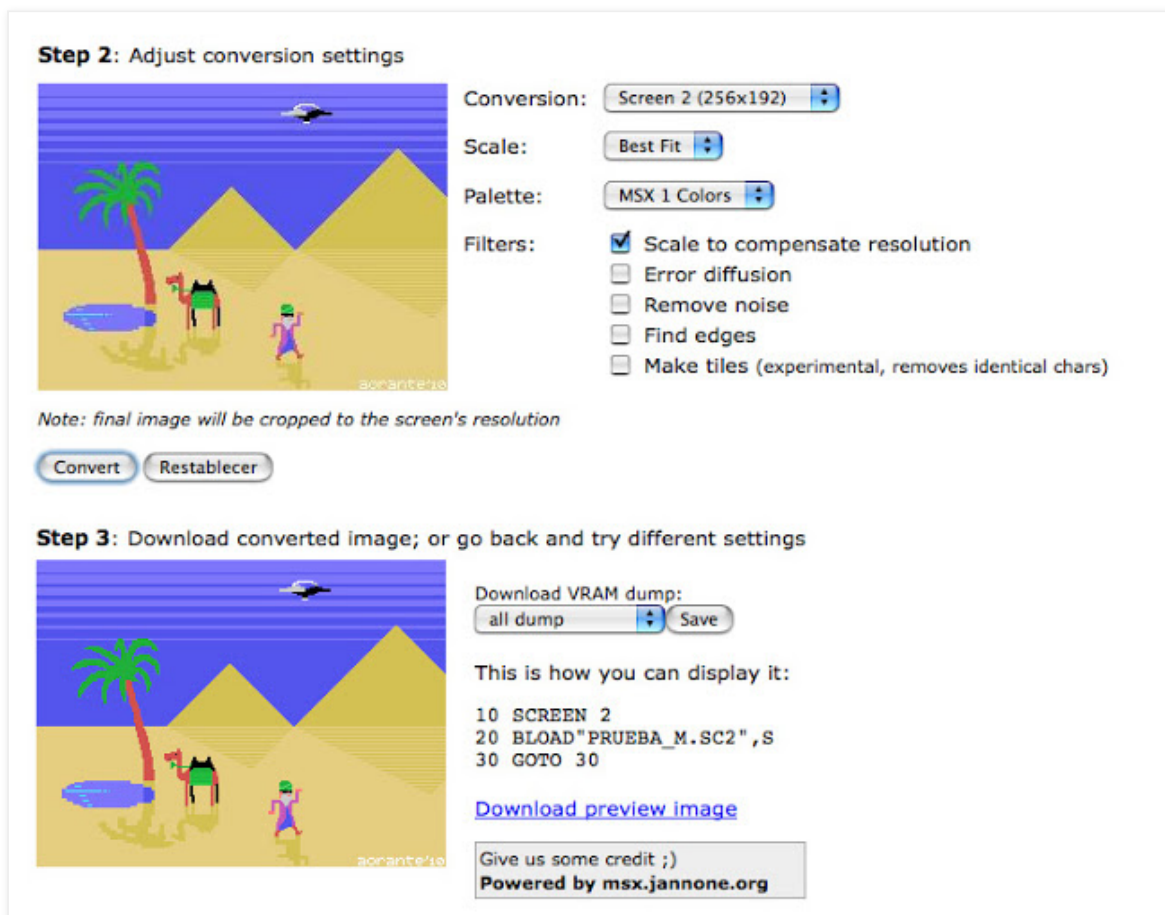 Step 2: Adjust conversion settings
Conversion: Screen 2 (256x192)
Scale: Best Fit
Palette: MSX 1 Colors
Filters: Scale to compensate resolution
Error diffusion
Remove noise
Find edges
Make tiles (experimental, removes identical chars)
aorante'10
Note: final image will be cropped to the screen's resolution
Convert Restablecer
Step 3: Download converted image; or go back and try different settings
Download VRAM dump:
all dump Save
This is how you can display it:
10 SCREEN 2
20 BLOAD"PRUEBA_M.SC2",S
30 GOTO 30
Download preview image
aorante'10
Give us some credit ;)
Powered by msx.jannone.org